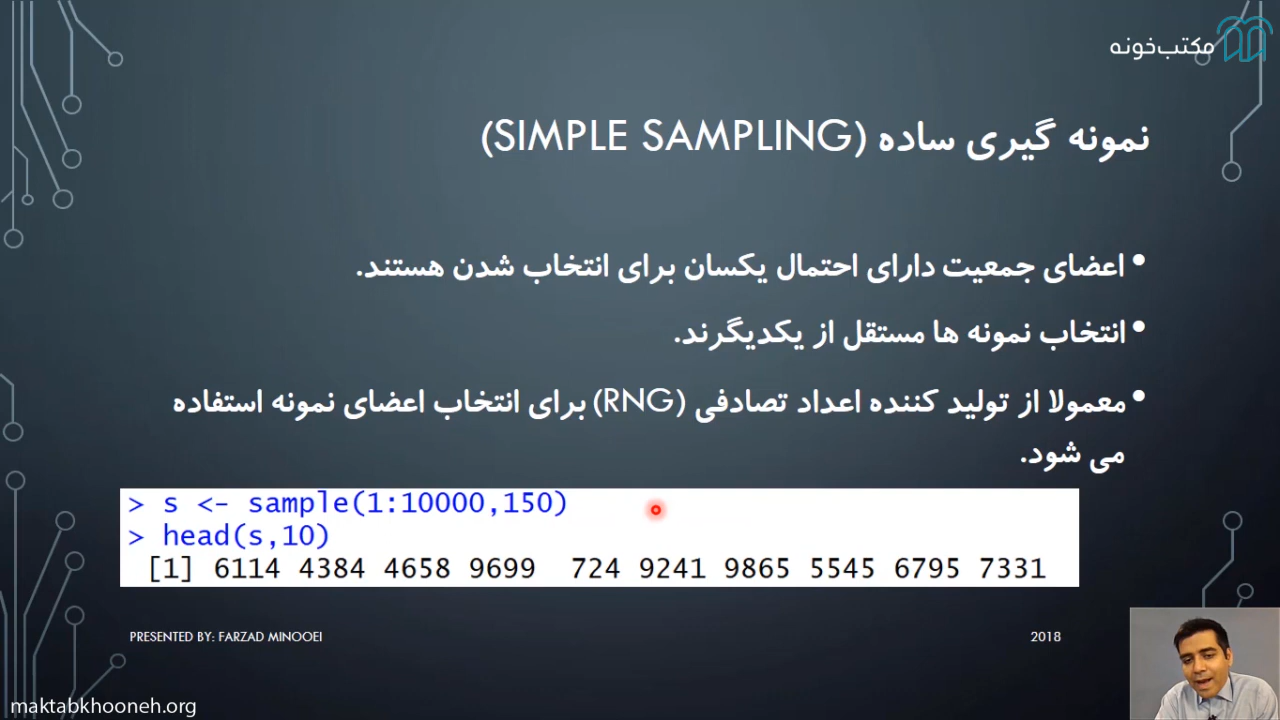 مکتب‌خونه
نمونه گیری ساده (SIMPLE SAMPLING)
• اعضای جمعیت دارای احتمال یکسان برای انتخاب شدن هستند.
• انتخاب نمونه ها مستقل از یکدیگرند.
• معمولا از تولید کننده اعداد تصادفی (RNG) برای انتخاب اعضای نمونه استفاده
می شود.
> s <- sample(1:10000,150)
> head(s,10)
[1] 6114 4384 4658 9699  724 9241 9865 5545 6795 7331
PRESENTED BY: FARZAD MINOOEI
2018
maktabkhooneh.org